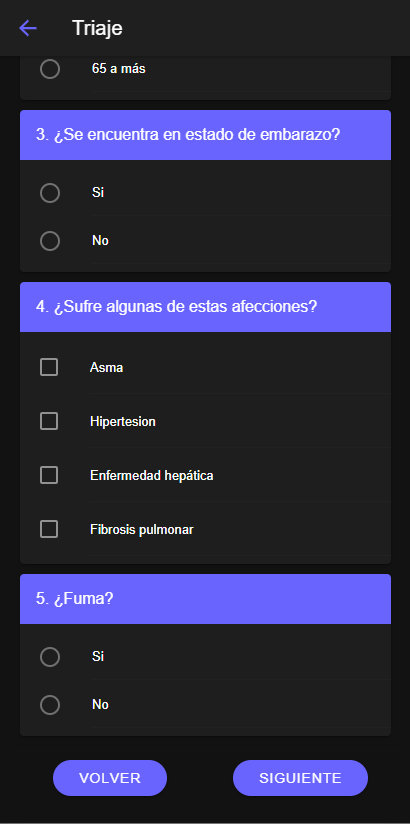 Triaje
65 a más
3. ¿Se encuentra en estado de embarazo?
Si
No
4. ¿Sufre algunas de estas afecciones?
Asma
Hipertesion
Enfermedad hepática
Fibrosis pulmonar
5. ¿Fuma?
Si
No
VOLVER
SIGUIENTE